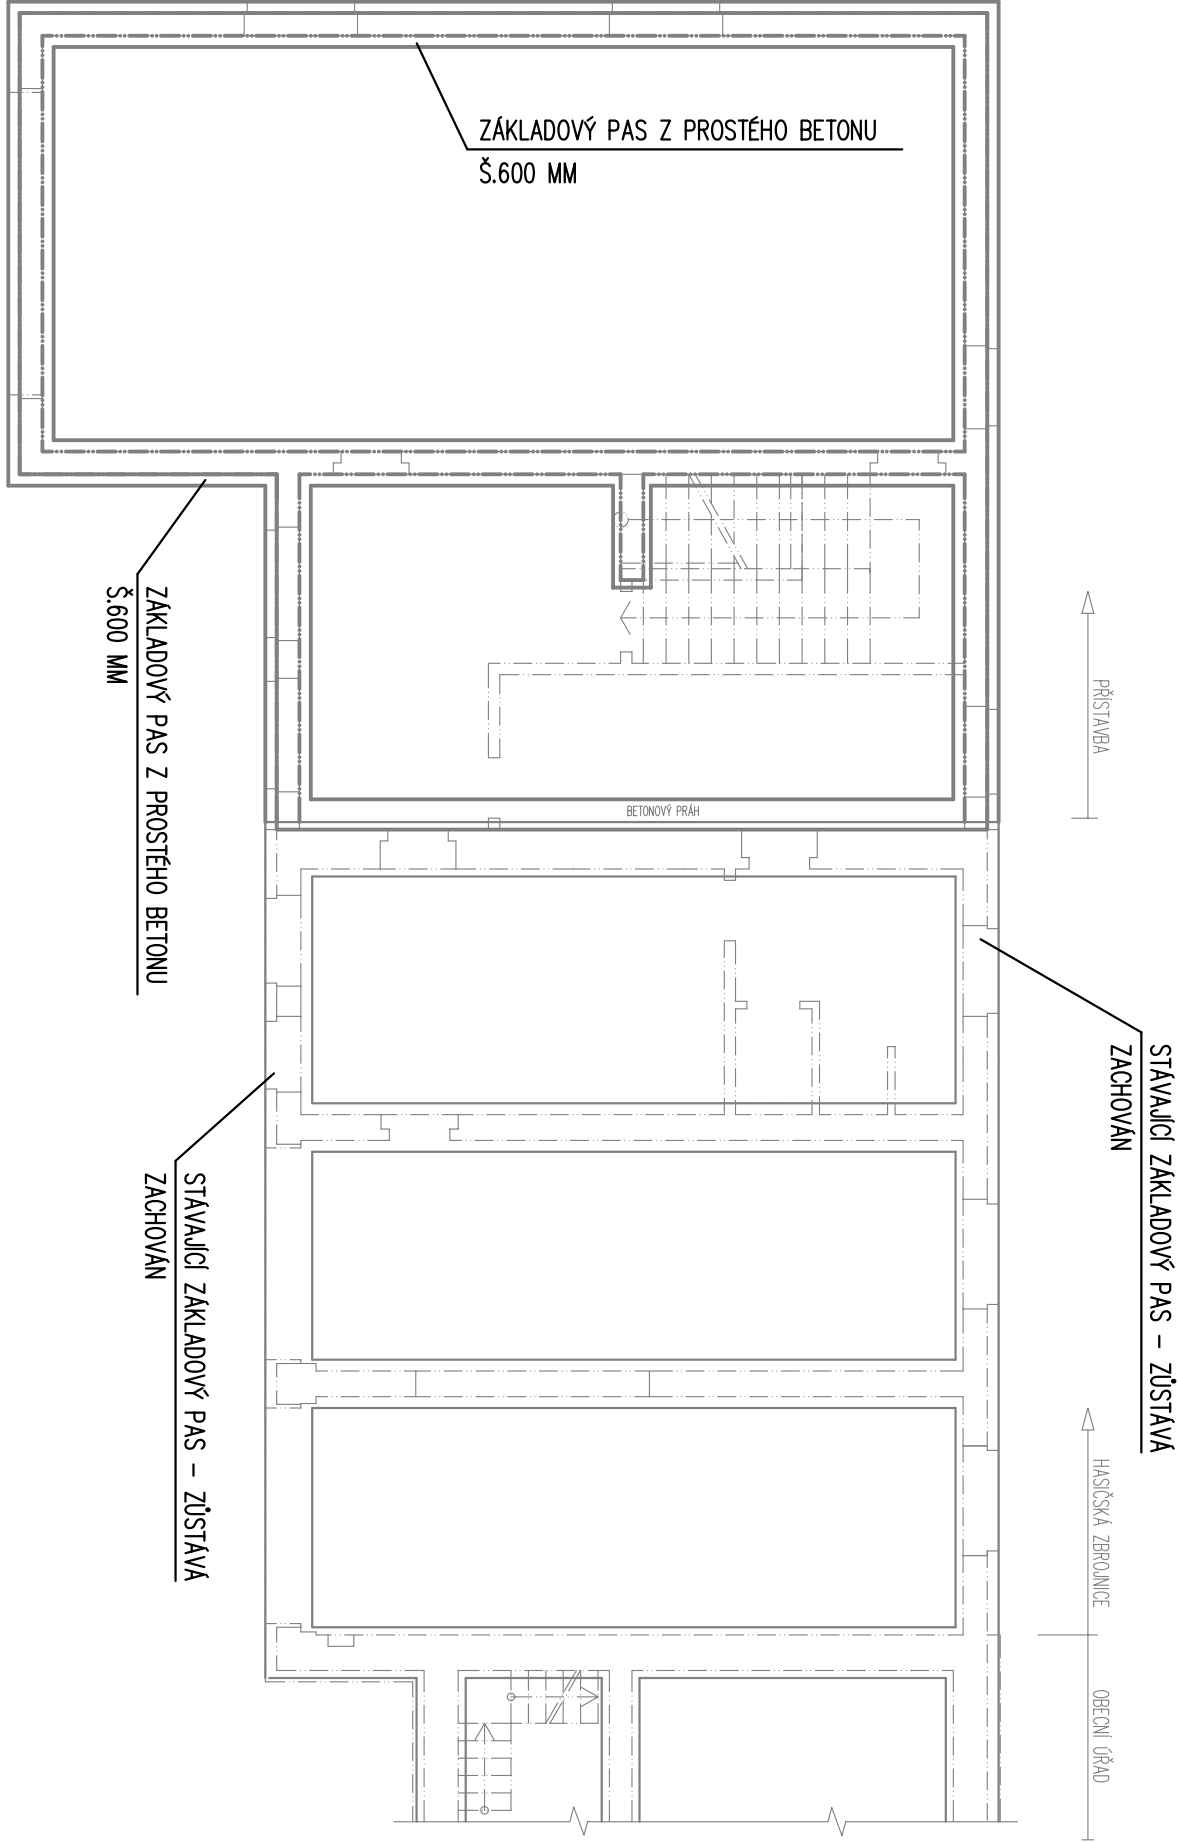 ZÁKLADOVÝ PAS Z PROSTÉHO BETONU
Š.600 MM
ZÁKLADOVÝ PAS Z PROSTÉHO BETONU
Š.600 MM
PŘÍSTAVBA
BETONOVÝ PRÁH
STÁVAJÍCÍ ZÁKLADOVÝ PAS – ZŮSTÁVÁ
ZACHOVÁN
STÁVAJÍCÍ ZÁKLADOVÝ PAS – ZŮSTÁVÁ
ZACHOVÁN
HASIČSKÁ ZBROJNICE
OBECNÍ ÚŘAD